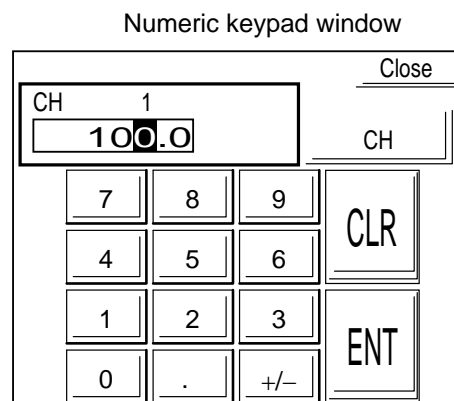 Numeric keypad window
Close
CH 1
100.0
CH
7 8 9
CLR
4 5 6
1 2 3
ENT
0 . +/−